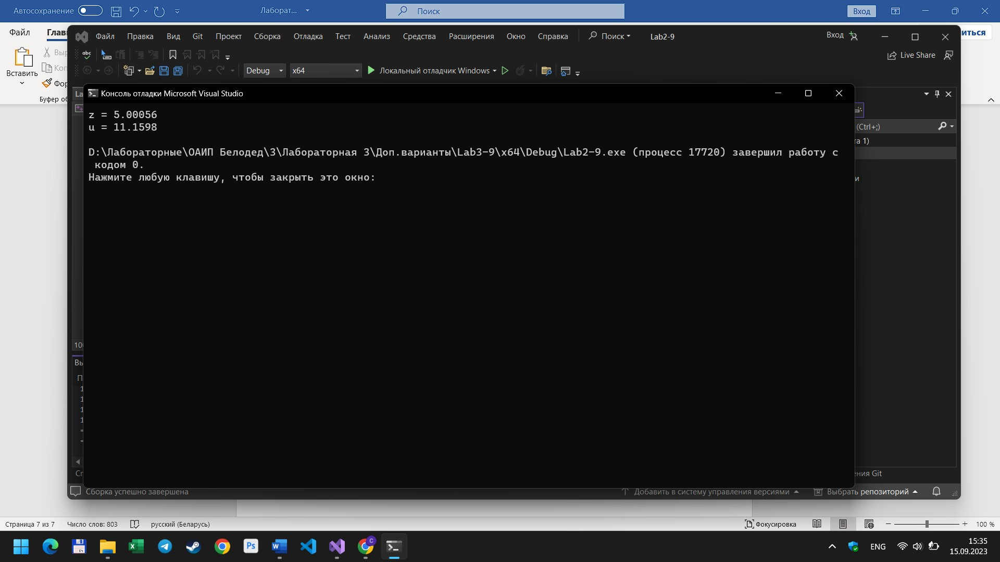 Автосохранение
Лаборат...
Поиск
Вход
Файл
Вставить
Буфер
Файл Правка Вид Git Проект Сборка Отладка Тест Анализ Средства Расширения Окно Справка Поиск Lab2-9
Вход
Live Share
Debug x64 Локальный отладчик Windows
Консоль отладки Microsoft Visual Studio
z = 5.00056
u = 11.1598
D:\Лабораторные\ОАИП Белодед\3\Лабораторная 3\Доп.варианты\Lab3-9\x64\Debug\Lab2-9.exe (процесс 17720) завершил работу с
кодом 0.
Нажмите любую клавишу, чтобы закрыть это окно:
(Ctrl+;)
1)
Git
Сборка успешно завершена
Добавить в систему управления версиями
Выбрать репозиторий
Страница 7 из 7 Число слов: 803 русский (Беларусь)
Фокусировка
100 %
ENG
15:35
15.09.2023